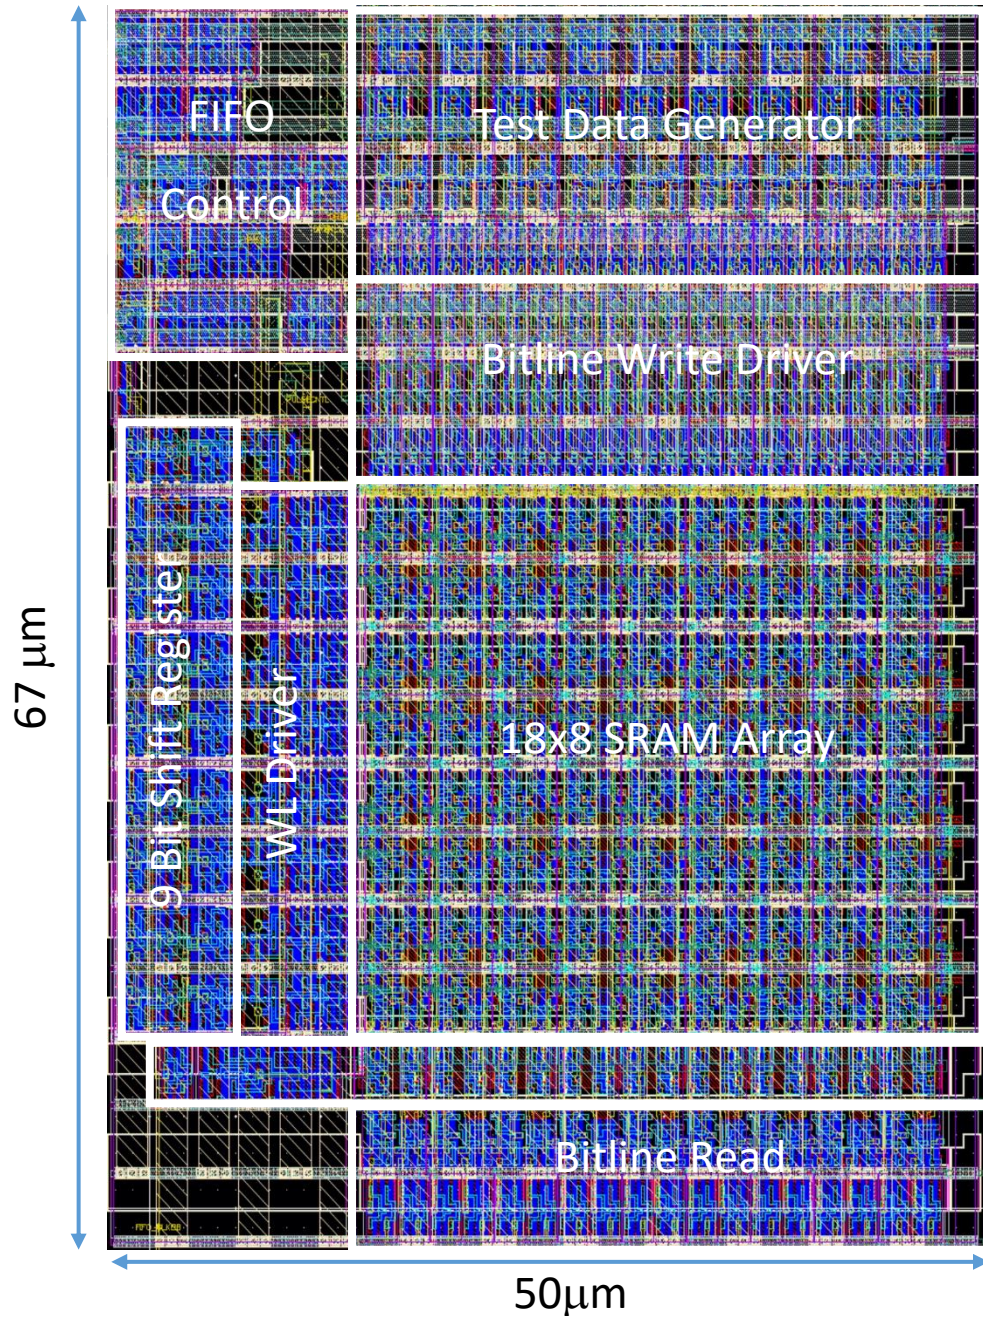 FIFO
Control
Test Data Generator
Bitline Write Driver
9 Bit Shift Register
WL Driver
18x8 SRAM Array
Bitline Read
67 μm
50μm